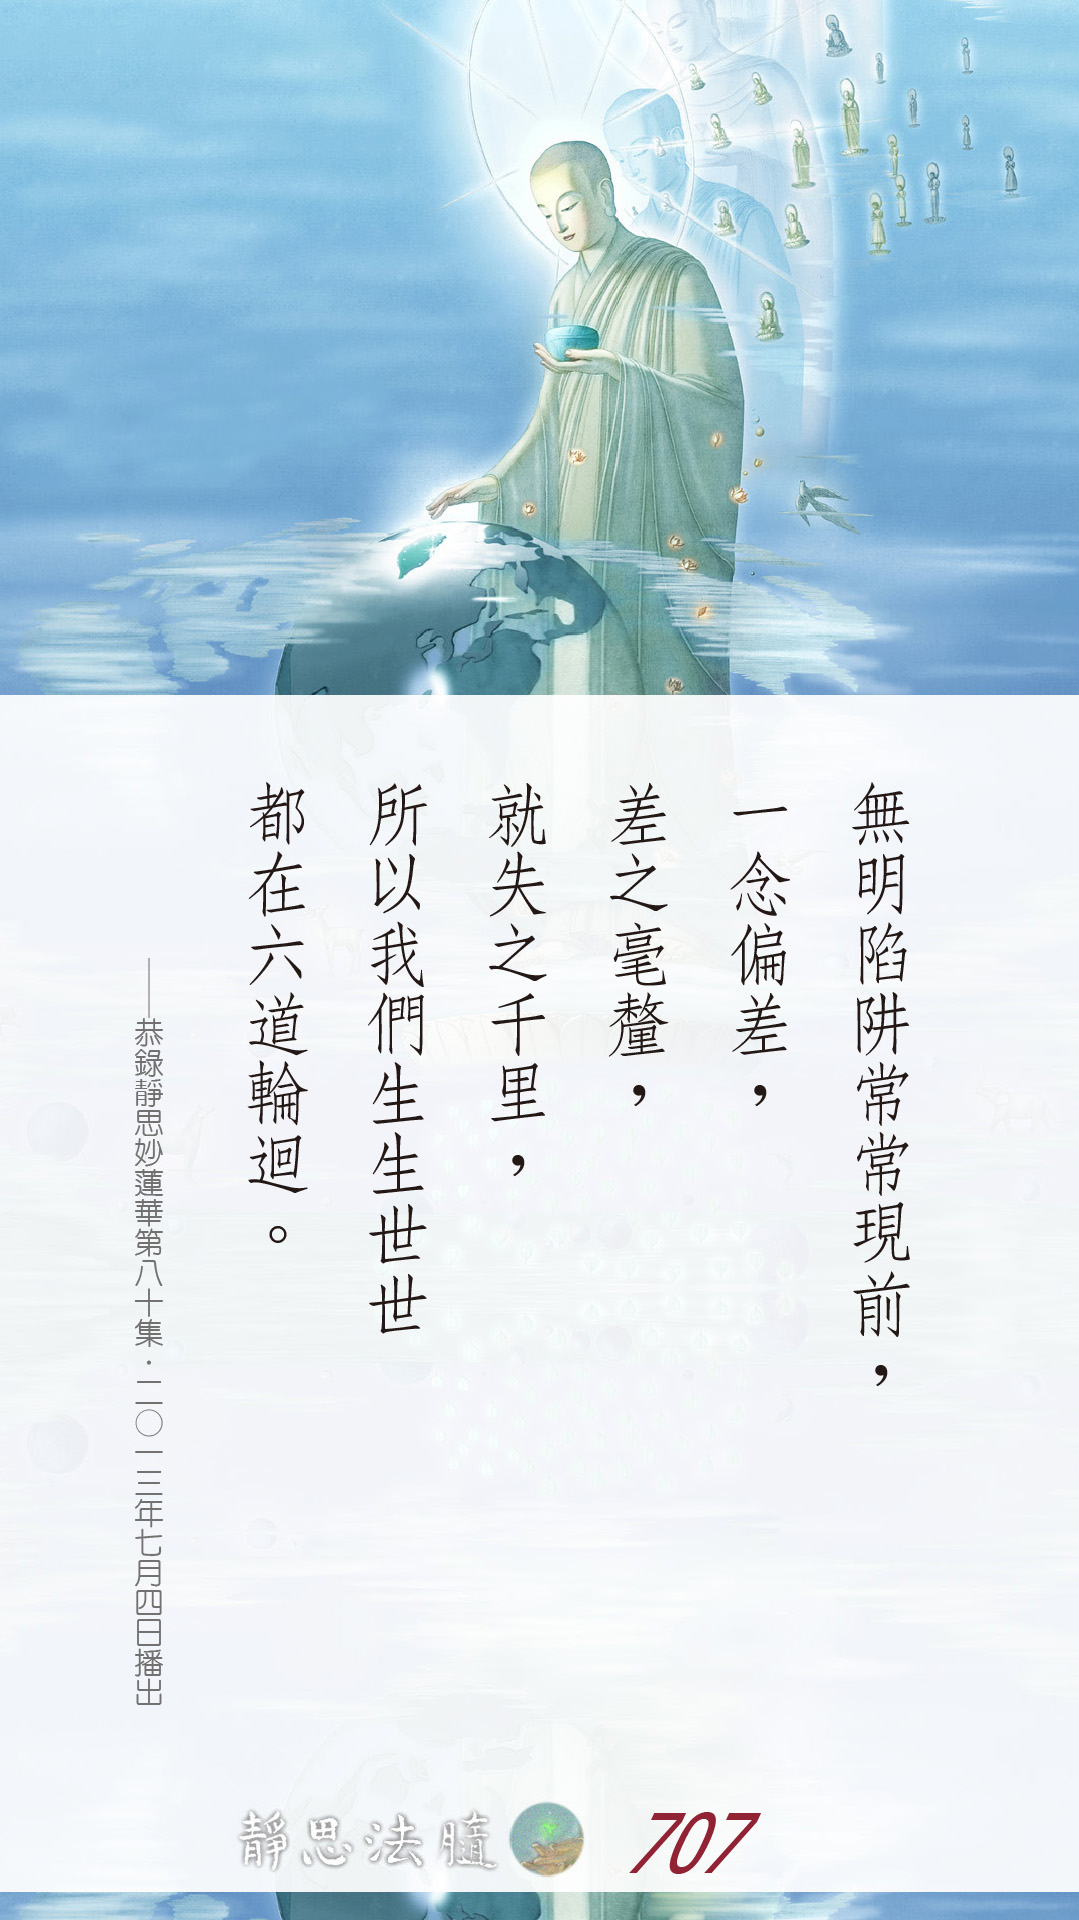 無明陷阱常常現前，
一念偏差，
差之毫釐，
就失之千里，
所以我們生生世世
都在六道輪迴。
——恭錄靜思妙蓮華第八十集・二〇一三年七月四日播出
靜思法髓
707